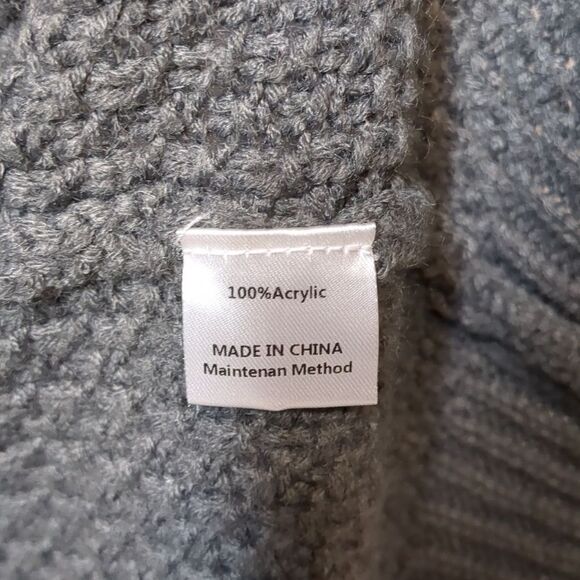 100%Acrylic
MADE IN CHINA
Maintenan Method